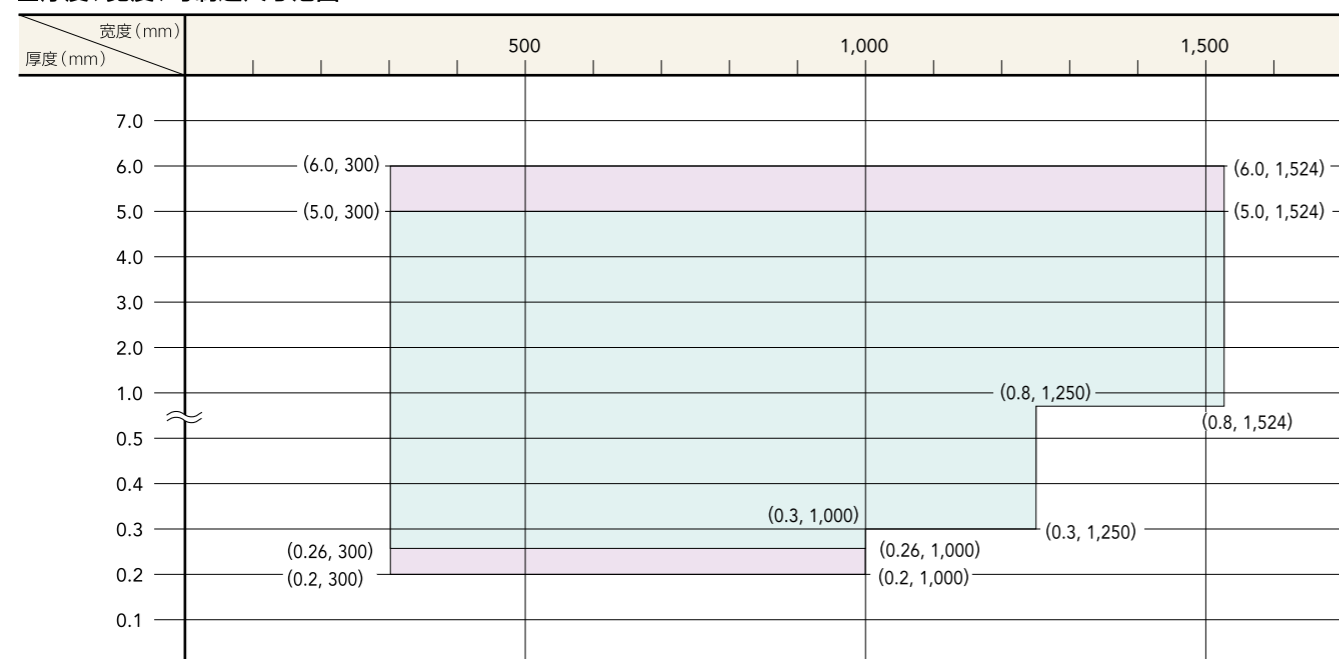 宽度(mm)
厚度(mm)
500 1,000 1,500
7.0
6.0 (6.0, 300) (6.0, 1,524)
5.0 (5.0, 300) (5.0, 1,524)
4.0
3.0
2.0
1.0 (0.8, 1,250)
(0.8, 1,524)
0.5
0.4
(0.3, 1,000)
0.3 (0.3, 1,250)
(0.26, 300) (0.26, 1,000)
0.2 (0.2, 300) (0.2, 1,000)
0.1